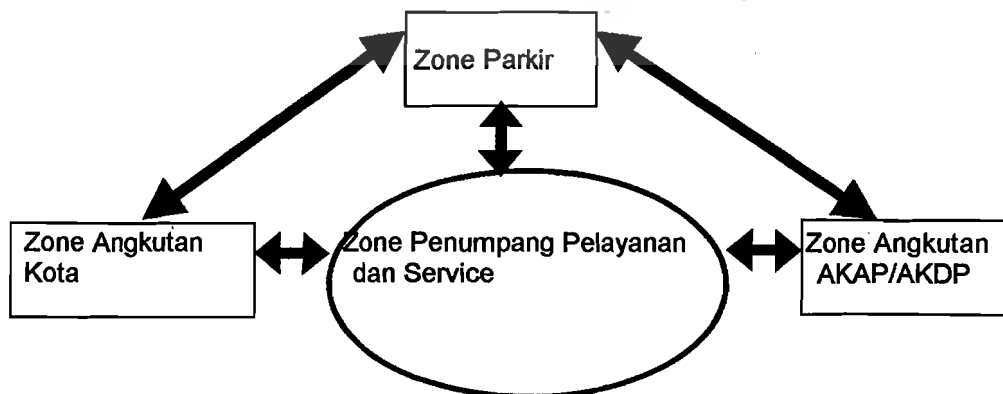 Zone Parkir
Zone Angkutan
Kota
Zone Penumpang Pelayanan
dan Service
Zone Angkutan
AKAP/AKDP